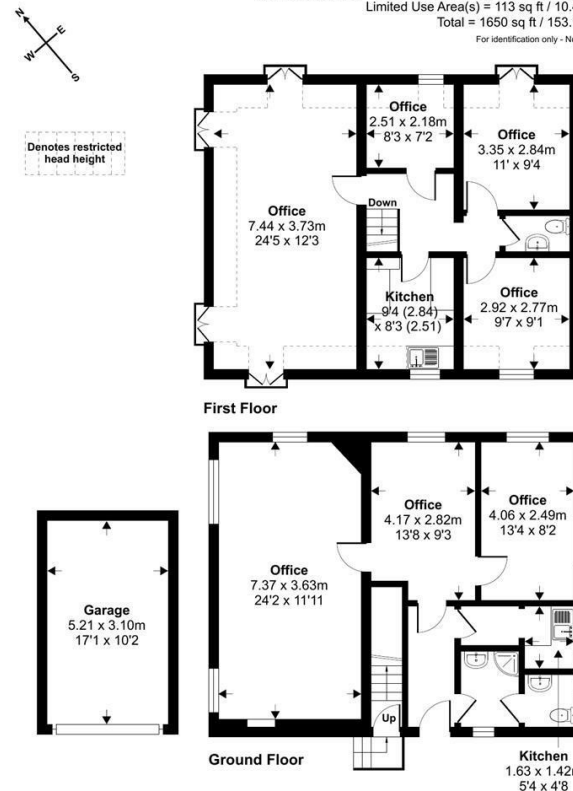 Limited Use Area(s) = 113 sq ft / 10.
Total = 1650 sq ft / 153.
For identification only -
N
E
W
S
Denotes restricted
head height
Office
2.51 x 2.18m
8'3 x 7'2
Office
3.35 x 2.84m
11' x 9'4
Down
Office
7.44 x 3.73m
24'5 x 12'3
Kitchen
9'4 (2.84)
x 8'3 (2.51)
Office
2.92 x 2.77m
9'7 x 9'1
First Floor
Office
4.17 x 2.82m
13'8 x 9'3
Office
4.06 x 2.49m
13'4 x 8'2
Office
7.37 x 3.63m
24'2 x 11'11
Garage
5.21 x 3.10m
17'1 x 10'2
Up
Ground Floor
Kitchen
1.63 x 1.42m
5'4 x 4'8